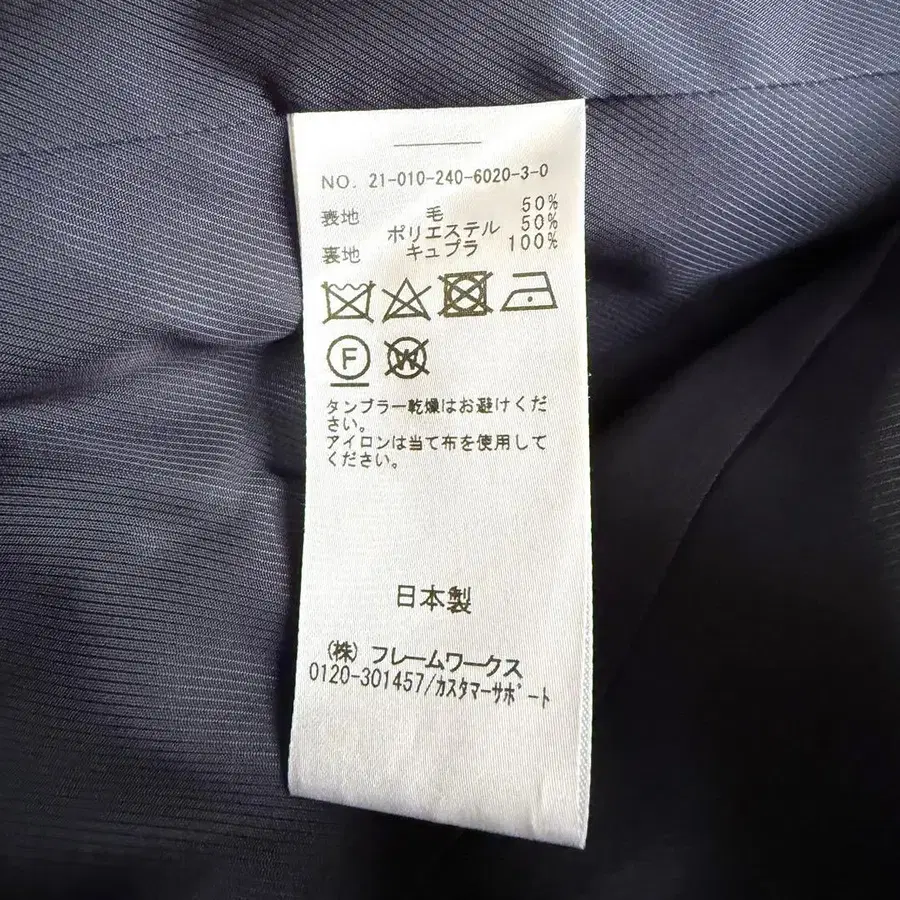 NO. 21-010-240-6020-3-0
表地 毛 50%
ポリエステル 50%
裏地 キュプラ 100%
F W
タンブラー乾燥はお避けくだ
さい。
アイロンは当て布を使用して
ください。
日本製
(株) フレームワークス
0120-301457/カスタマーサポート